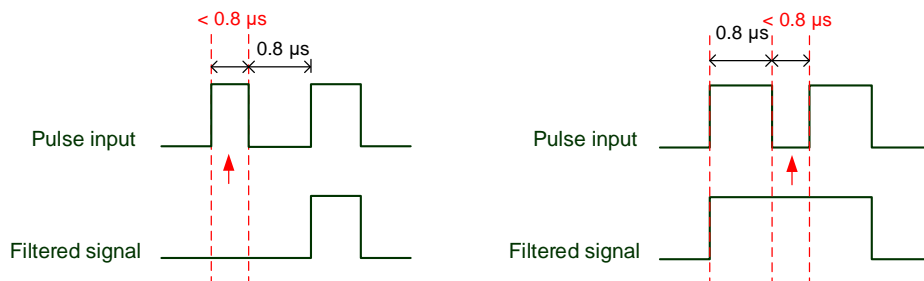 < 0.8 µs
0.8 µs
Pulse input
Filtered signal
< 0.8 µs
0.8 µs
Pulse input
Filtered signal